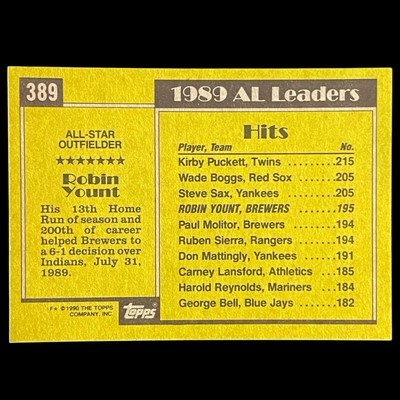 389
ALL-STAR
OUTFIELDER
★★★★★★★
Robin
Yount
His 13th Home
Run of season and
200th of career
helped Brewers to
a 6-1 decision over
Indians, July 31,
1989.
F★ © 1990 THE TOPPS
COMPANY, INC.
Topps
1989 AL Leaders
Hits
Player, Team No.
Kirby Puckett, Twins .......215
Wade Boggs, Red Sox ..205
Steve Sax, Yankees ......205
ROBIN YOUNT, BREWERS ..195
Paul Molitor, Brewers ....194
Ruben Sierra, Rangers ..194
Don Mattingly, Yankees ..191
Carney Lansford, Athletics ..185
Harold Reynolds, Mariners ..184
George Bell, Blue Jays ...182